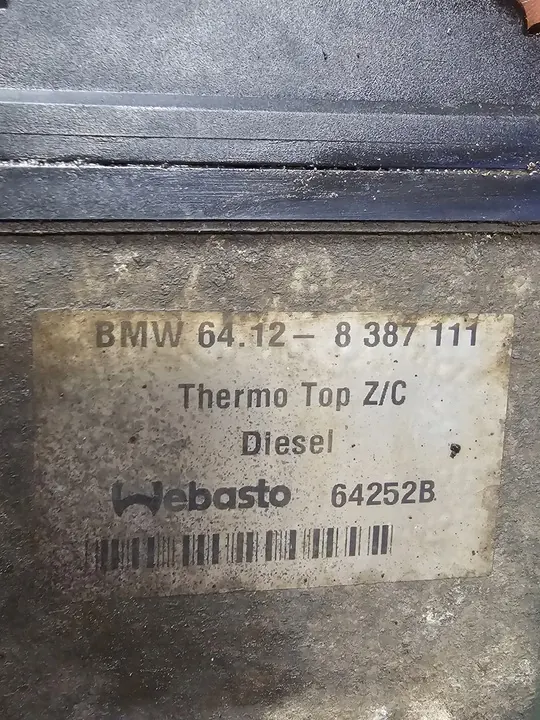 BMW 64.12 – 8 387 111
Thermo Top Z/C
Diesel
Webasto 64252B